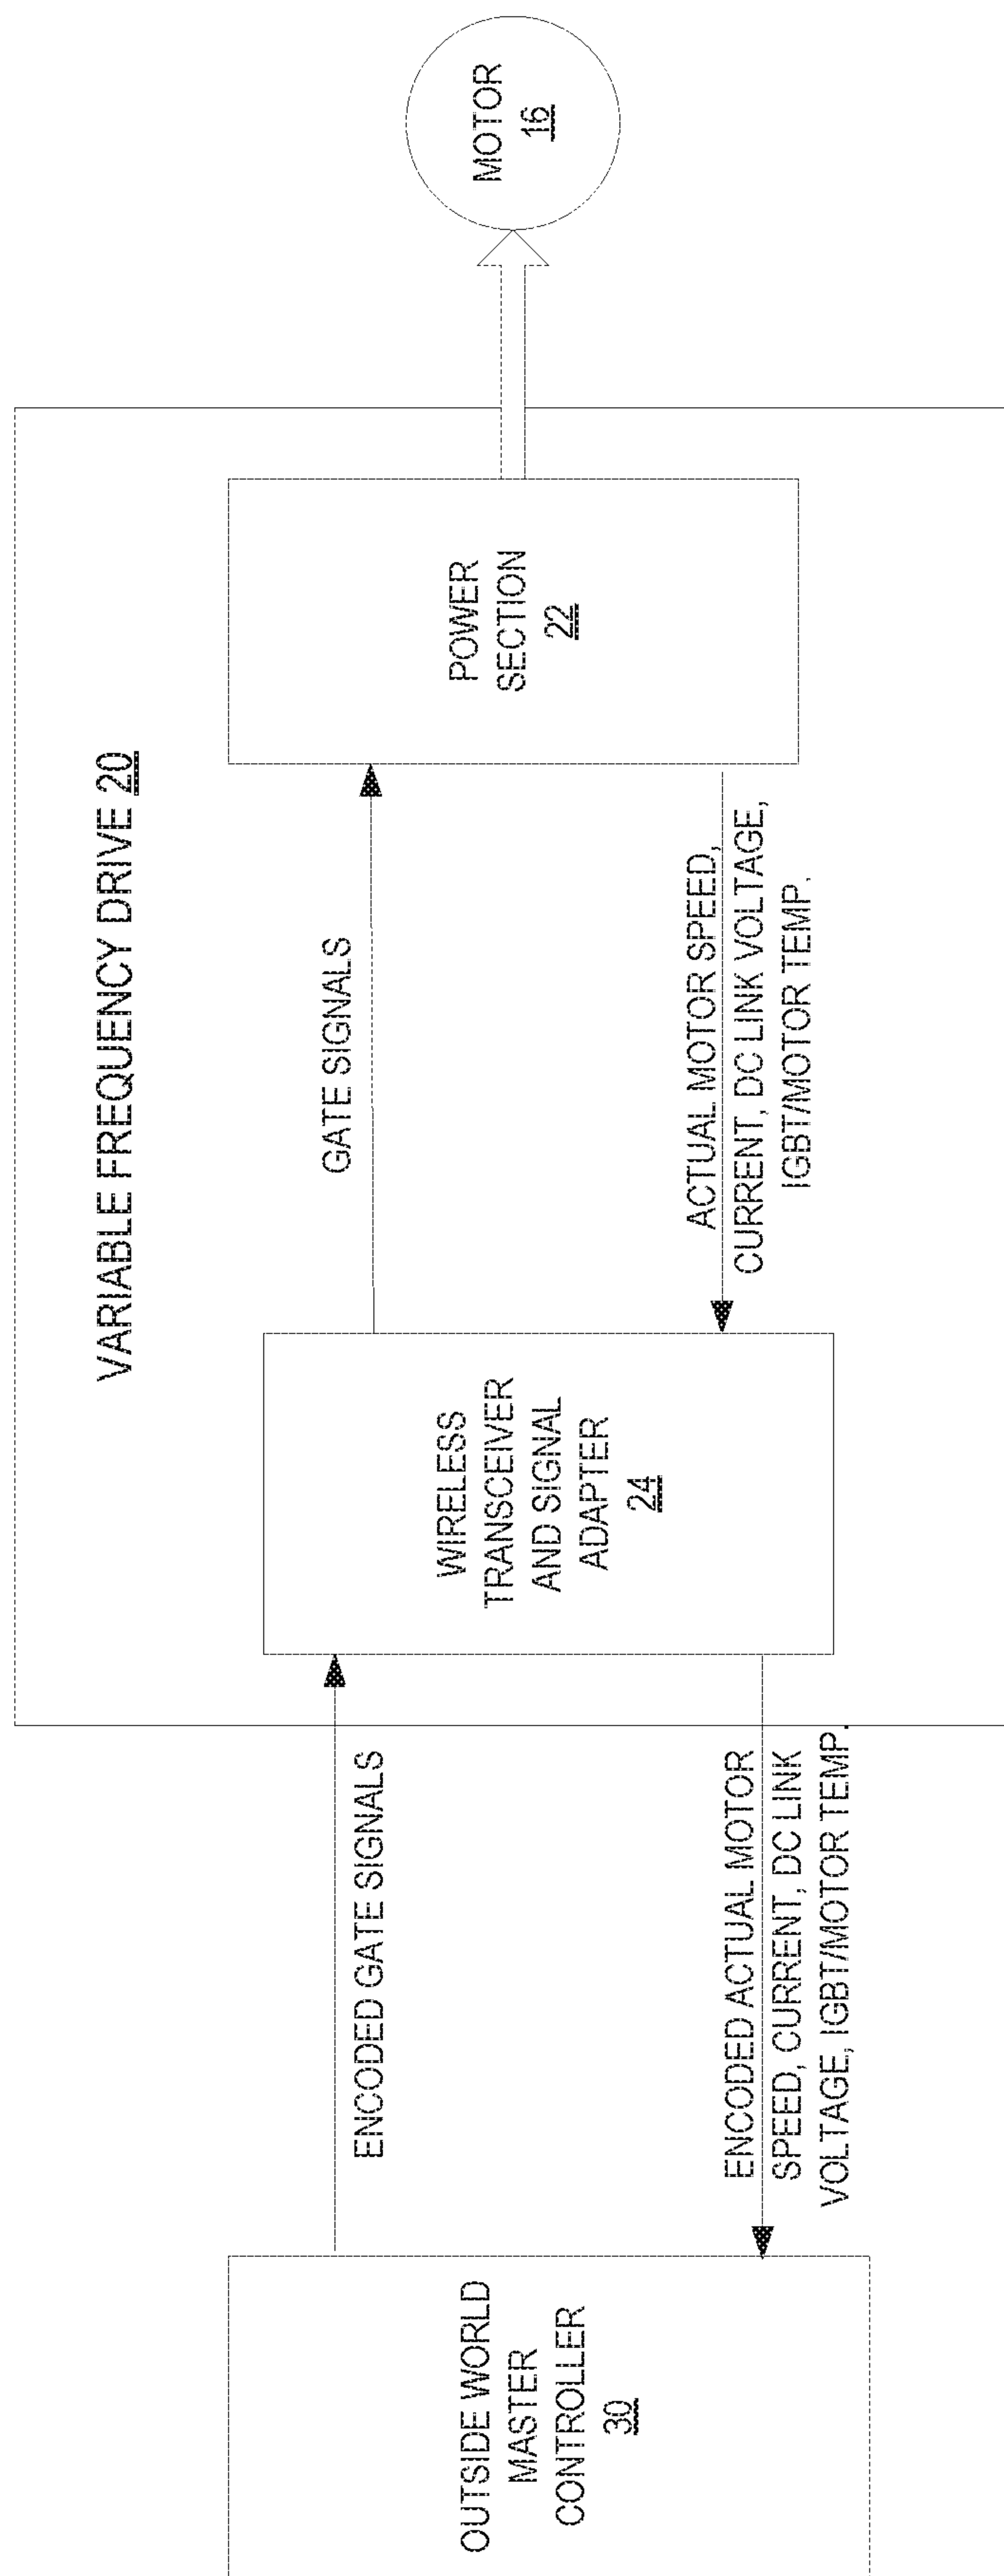 VARIABLE FREQUENCY DRIVE 20
OUTSIDE WORLD
MASTER
CONTROLLER
30
ENCODED GATE SIGNALS
ENCODED ACTUAL MOTOR
SPEED, CURRENT, DC LINK
VOLTAGE, IGBT/MOTOR TEMP.
WIRELESS
TRANSCEIVER
AND SIGNAL
ADAPTER
24
GATE SIGNALS
ACTUAL MOTOR SPEED,
CURRENT, DC LINK VOLTAGE,
IGBT/MOTOR TEMP.
POWER
SECTION
22
MOTOR
16